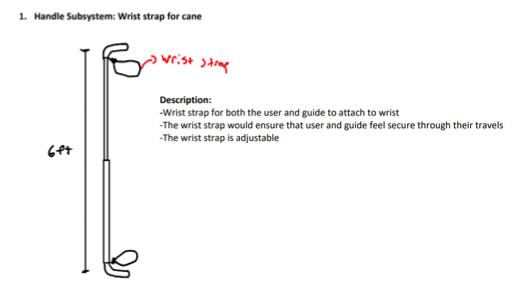 1. Handle Subsystem: Wrist strap for cane
wrist strap
Description:
-Wrist strap for both the user and guide to attach to wrist
-The wrist strap would ensure that user and guide feel secure through their travels
-The wrist strap is adjustable
6ft